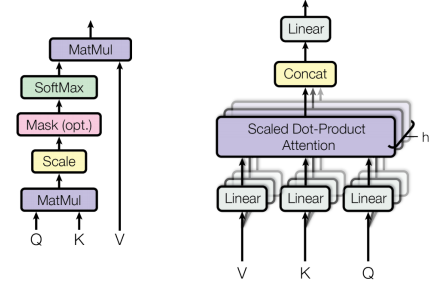 MatMul
SoftMax
Mask (opt.)
Scale
MatMul
Q K V
Linear
Concat
Scaled Dot-Product
Attention
h
Linear Linear Linear
V K Q